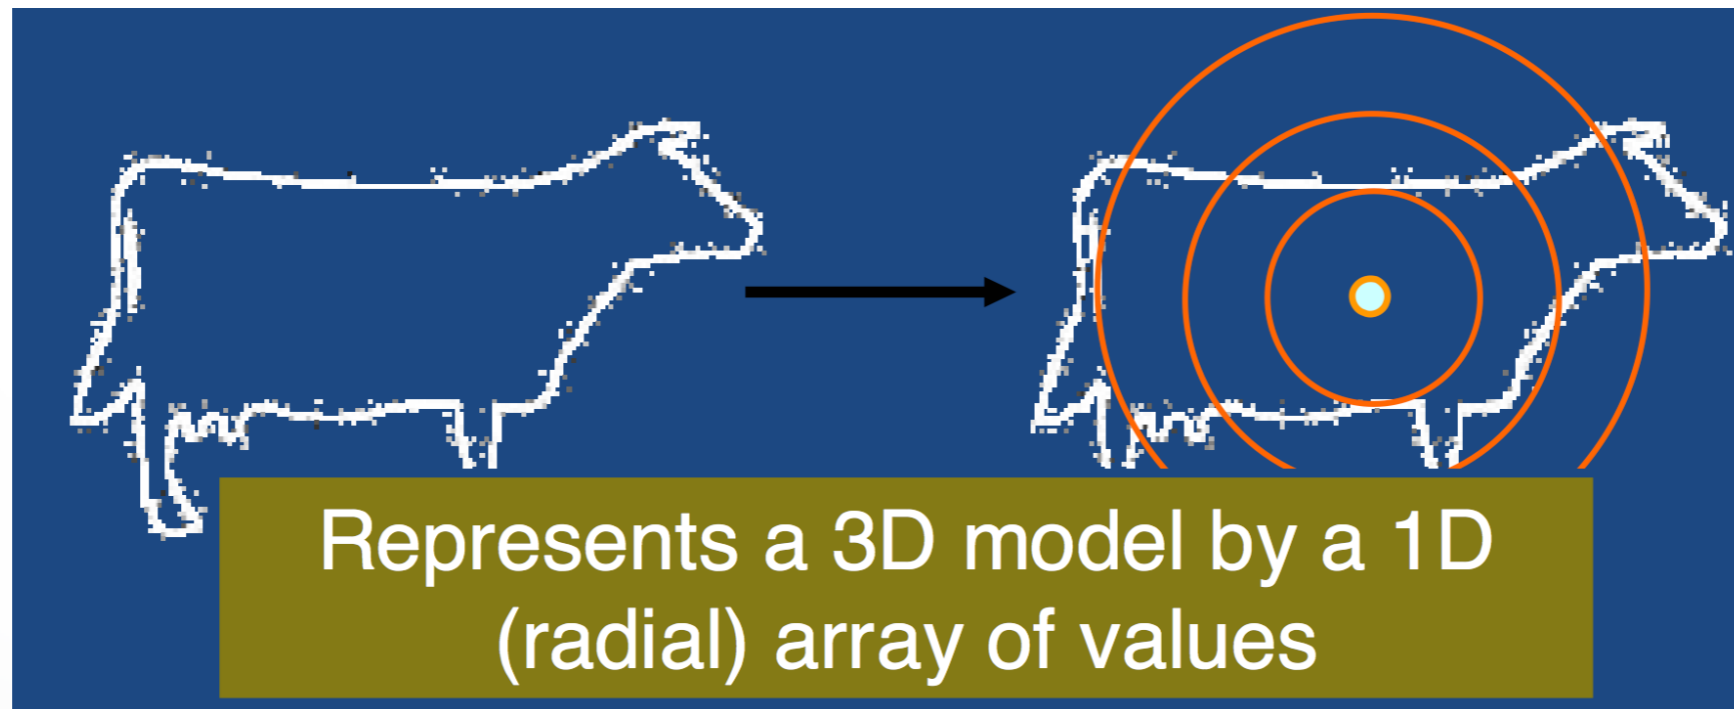 Represents a 3D model by a 1D
(radial) array of values